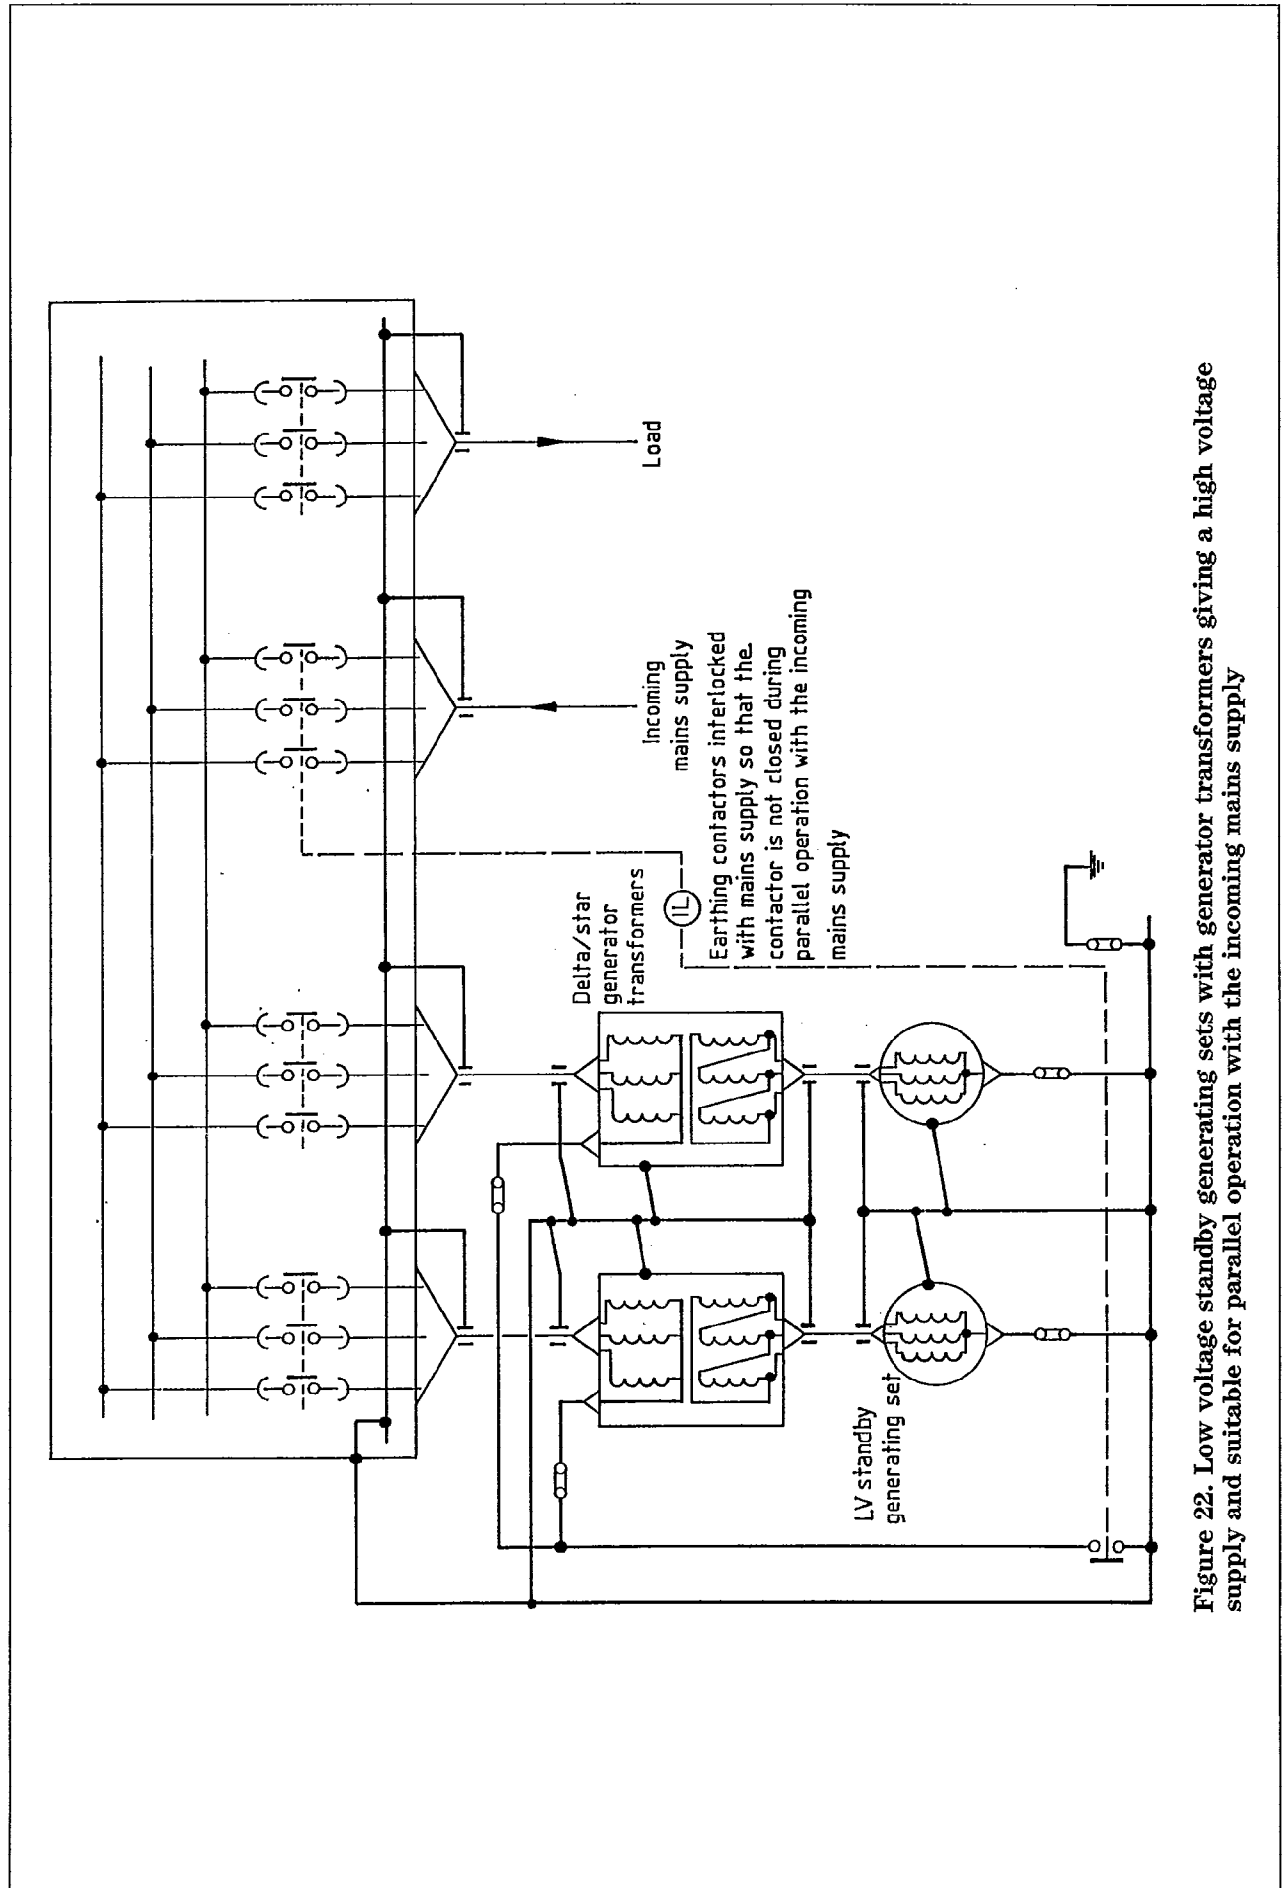 Load
Incoming
mains supply
Earthing contactors interlocked
with mains supply so that the
contactor is not closed during
parallel operation with the incoming
mains supply
IL
Delta/star
generator
transformers
LV standby
generating set
Figure 22. Low voltage standby generating sets with generator transformers giving a high voltage
supply and suitable for parallel operation with the incoming mains supply